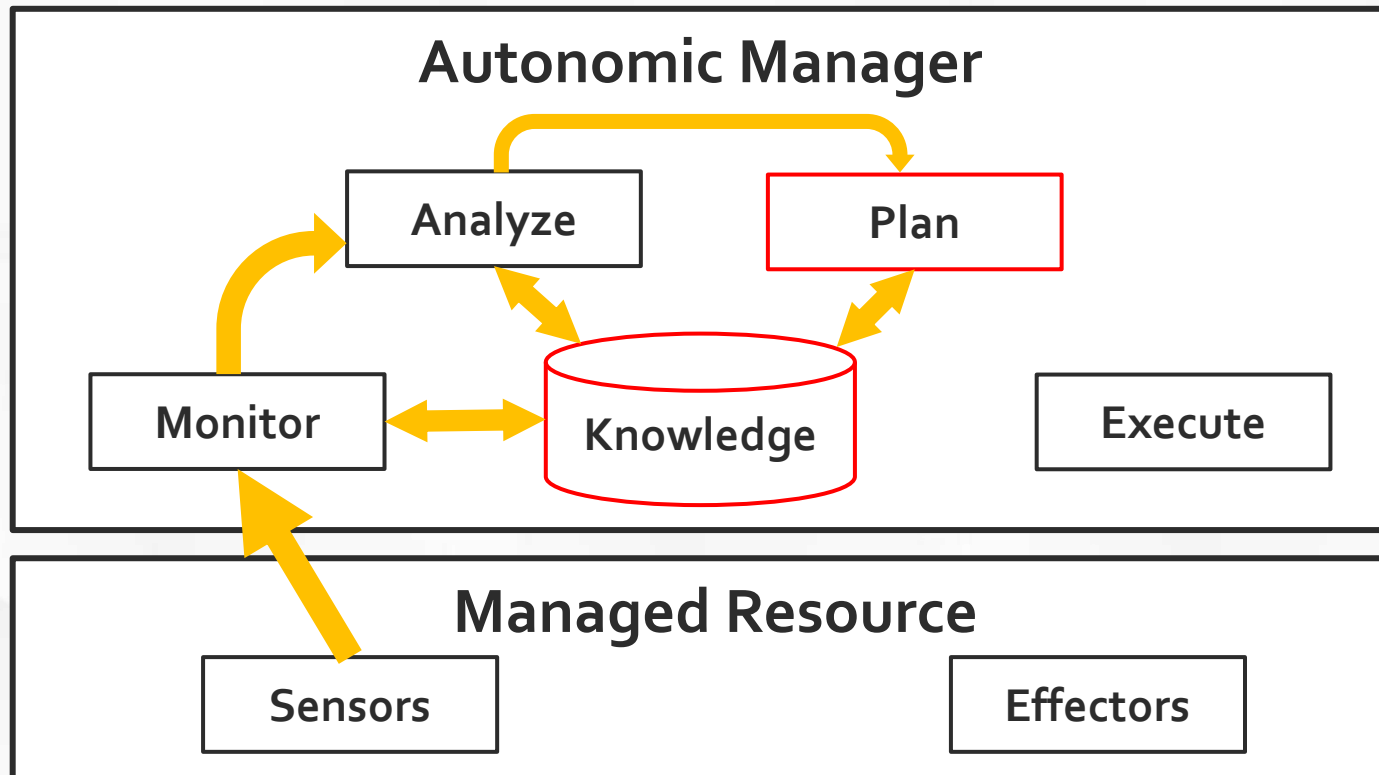 Autonomic Manager
Analyze
Plan
Monitor
Knowledge
Execute
Managed Resource
Sensors
Effectors